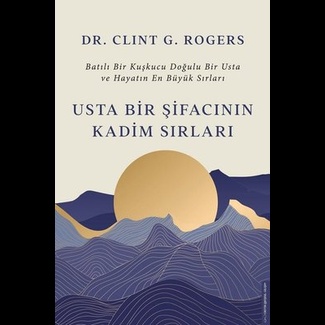 DR. CLINT G. ROGERS
Batılı Bir Kuşkucu Doğulu Bir Usta
ve Hayatın En Büyük Sırları
USTA BİR ŞİFACININ
KADİM SIRLARI